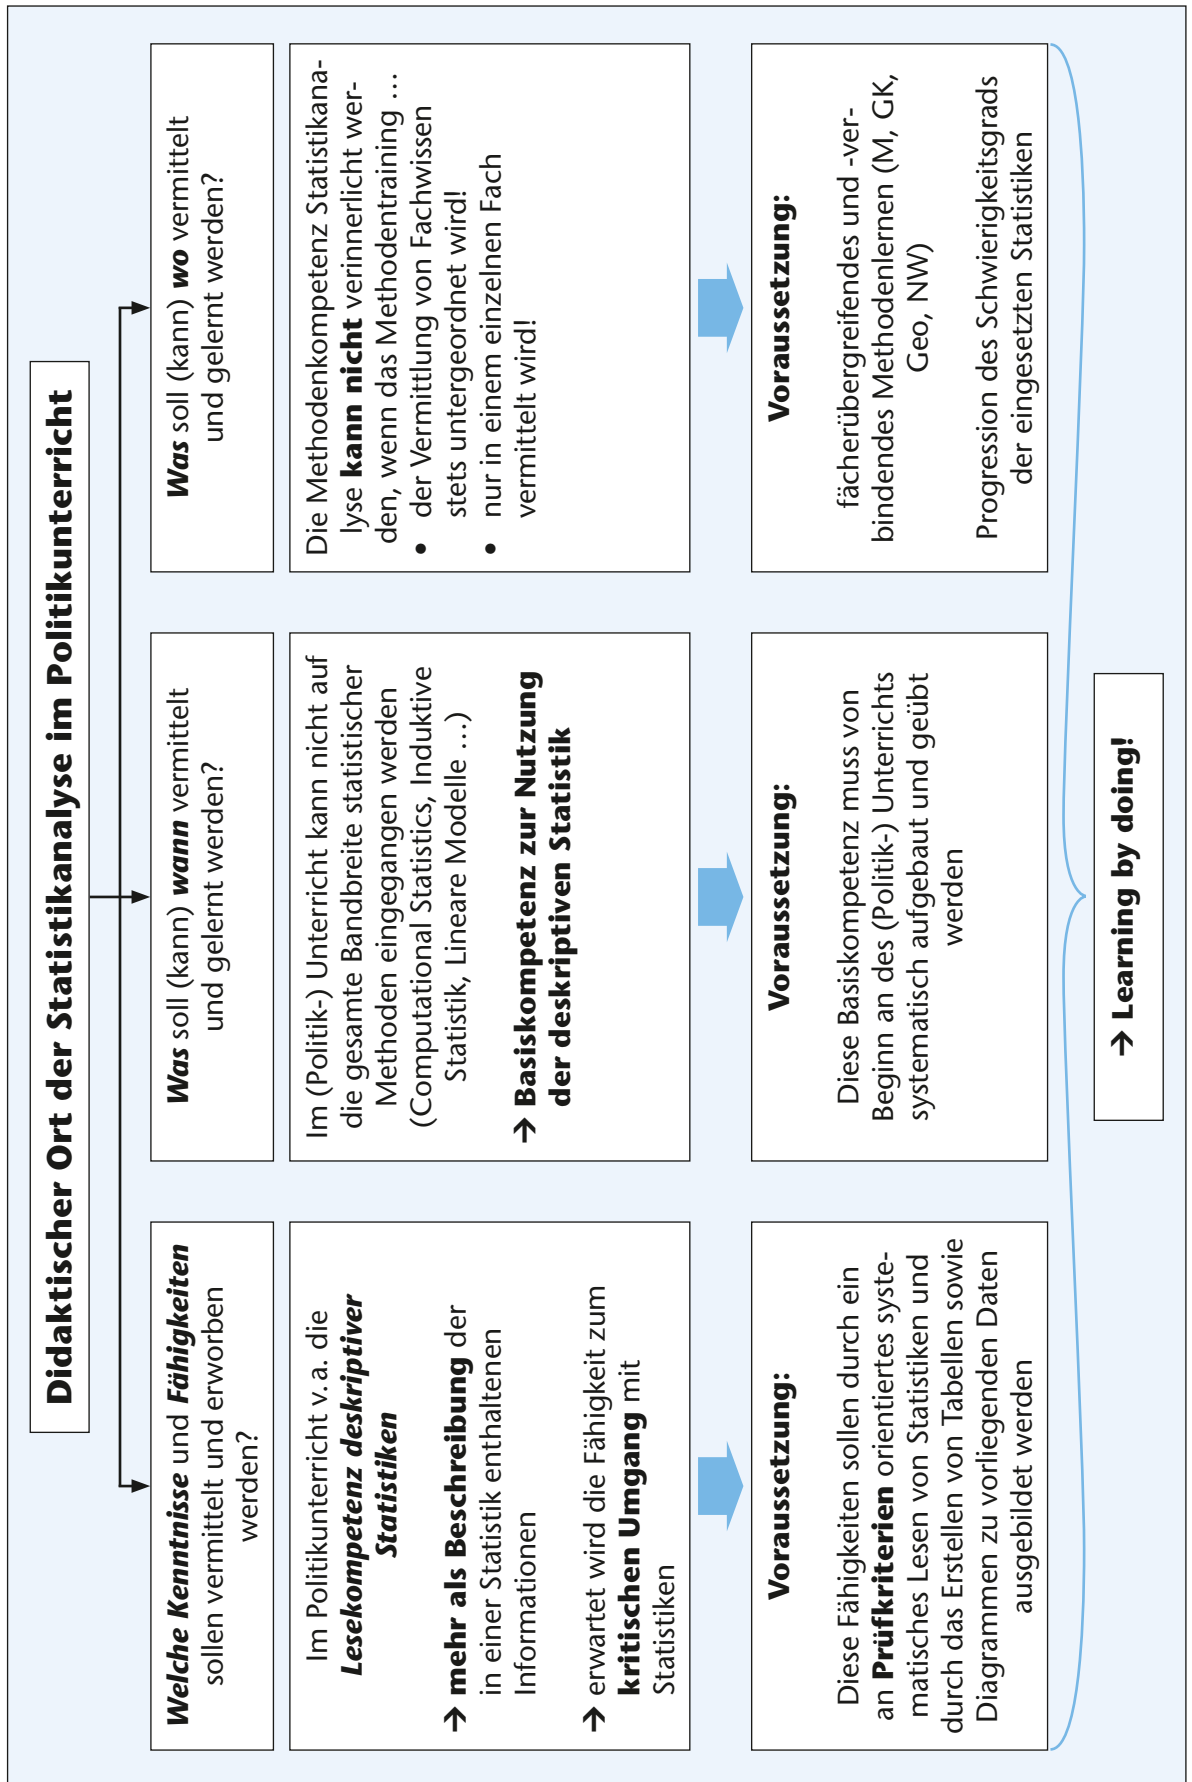 Didaktischer Ort der Statistikanalyse im Politikunterricht
Welche Kenntnisse und Fähigkeiten
sollen vermittelt und erworben
werden?
Im Politikunterricht v. a. die
Lesekompetenz deskriptiver
Statistiken
→ mehr als Beschreibung der
in einer Statistik enthaltenen
Informationen
→ erwartet wird die Fähigkeit zum
kritischen Umgang mit
Statistiken
Voraussetzung:
Diese Fähigkeiten sollen durch ein
an Prüfkriterien orientiertes syste-
matisches Lesen von Statistiken und
durch das Erstellen von Tabellen sowie
Diagrammen zu vorliegenden Daten
ausgebildet werden
Was soll (kann) wann vermittelt
und gelernt werden?
Im (Politik-) Unterricht kann nicht auf
die gesamte Bandbreite statistischer
Methoden eingegangen werden
(Computational Statistics, Induktive
Statistik, Lineare Modelle …)
→ Basiskompetenz zur Nutzung
der deskriptiven Statistik
Voraussetzung:
Diese Basiskompetenz muss von
Beginn an des (Politik-) Unterrichts
systematisch aufgebaut und geübt
werden
Was soll (kann) wo vermittelt
und gelernt werden?
Die Methodenkompetenz Statistikana-
lyse kann nicht verinnerlicht wer-
den, wenn das Methodentraining …
• der Vermittlung von Fachwissen
stets untergeordnet wird!
• nur in einem einzelnen Fach
vermittelt wird!
Voraussetzung:
fächerübergreifendes und -ver-
bindendes Methodenlernen (M, GK,
Geo, NW)
Progression des Schwierigkeitsgrads
der eingesetzten Statistiken
→ Learning by doing!